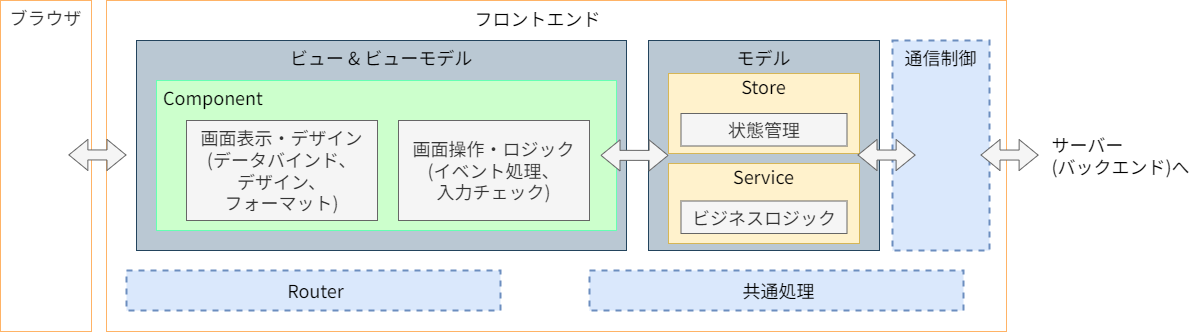 ブラウザ
フロントエンド
ビュー & ビューモデル
Component
画面表示・デザイン
(データバインド、
デザイン、
フォーマット)
画面操作・ロジック
(イベント処理、
入力チェック)
モデル
Store
状態管理
Service
ビジネスロジック
通信制御
サーバー
(バックエンド)へ
Router
共通処理